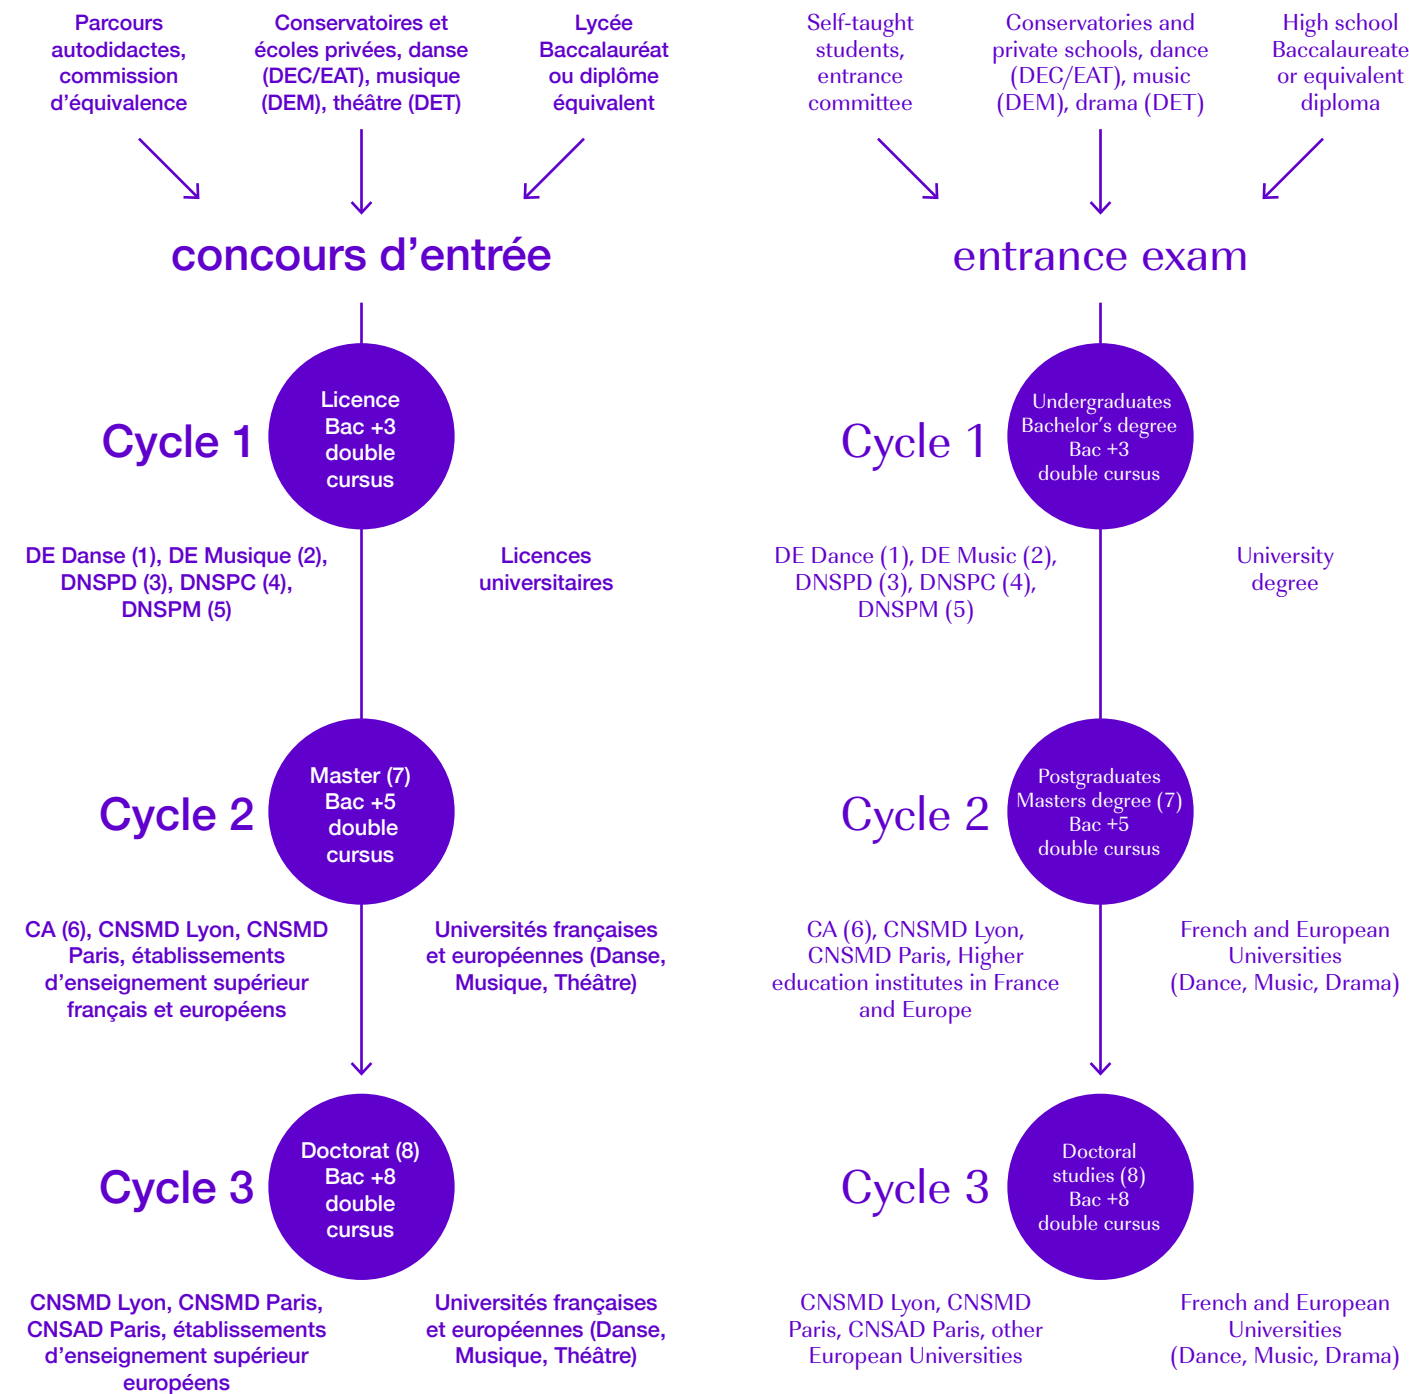 Parcours
autodidactes,
commission
d’équivalence
Conservatoires et
écoles privées, danse
(DEC/EAT), musique
(DEM), théâtre (DET)
Lycée
Baccalauréat
ou diplôme
équivalent
concours d’entrée
Cycle 1
Licence
Bac +3
double
cursus
DE Danse (1), DE Musique (2),
DNSPD (3), DNSPC (4),
DNSPM (5)
Licences
universitaires
Cycle 2
Master (7)
Bac +5
double
cursus
CA (6), CNSMD Lyon, CNSMD
Paris, établissements
d’enseignement supérieur
français et européens
Universités françaises
et européennes (Danse,
Musique, Théâtre)
Cycle 3
Doctorat (8)
Bac +8
double
cursus
CNSMD Lyon, CNSMD Paris,
CNSAD Paris, établissements
d’enseignement supérieur
européens
Universités françaises
et européennes (Danse,
Musique, Théâtre)
Self-taught
students,
entrance
committee
Conservatories and
private schools, dance
(DEC/EAT), music
(DEM), drama (DET)
High school
Baccalaureate
or equivalent
diploma
entrance exam
Cycle 1
Undergraduates
Bachelor’s degree
Bac +3
double cursus
DE Dance (1), DE Music (2),
DNSPD (3), DNSPC (4),
DNSPM (5)
University
degree
Cycle 2
Postgraduates
Masters degree (7)
Bac +5
double cursus
CA (6), CNSMD Lyon,
CNSMD Paris, Higher
education institutes in France
and Europe
French and European
Universities
(Dance, Music, Drama)
Cycle 3
Doctoral
studies (8)
Bac +8
double cursus
CNSMD Lyon, CNSMD
Paris, CNSAD Paris, other
European Universities
French and European
Universities
(Dance, Music, Drama)